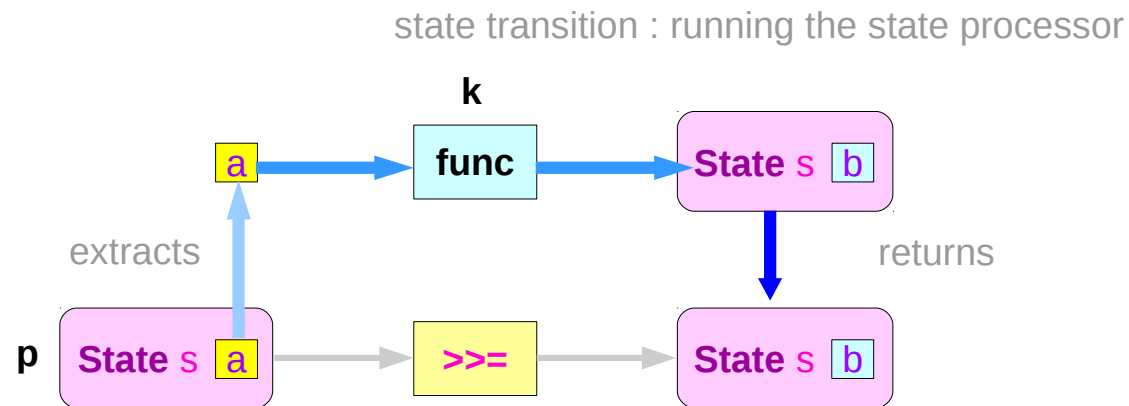 state transition : running the state processor
k
a
func
State s b
extracts
returns
p
State s a
>>=
State s b